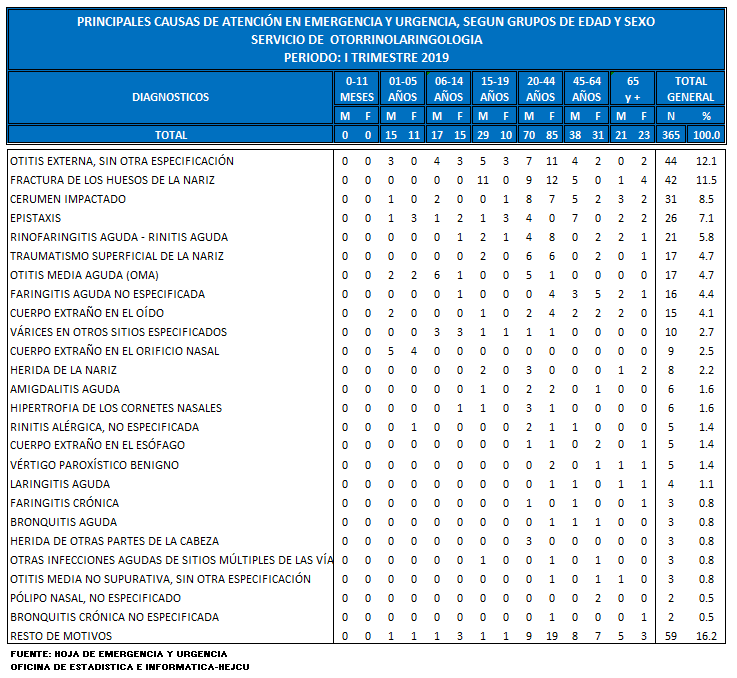 PRINCIPALES CAUSAS DE ATENCIÓN EN EMERGENCIA Y URGENCIA, SEGUN GRUPOS DE EDAD Y SEXO
SERVICIO DE OTORRINOLARINGOLOGIA
PERIODO: I TRIMESTRE 2019
DIAGNOSTICOS 0-11 MESES 01-05 AÑOS 06-14 AÑOS 15-19 AÑOS 20-44 AÑOS 45-64 AÑOS 65 y + TOTAL GENERAL
M F M F M F M F M F M F M F N %
TOTAL 0 0 15 11 17 15 29 10 70 85 38 31 21 23 365 100.0
OTITIS EXTERNA, SIN OTRA ESPECIFICACIÓN 0 0 3 0 4 3 5 3 7 11 4 2 0 2 44 12.1
FRACTURA DE LOS HUESOS DE LA NARIZ 0 0 0 0 0 0 11 0 9 12 5 0 1 4 42 11.5
CERUMEN IMPACTADO 0 0 1 0 2 0 0 1 8 7 5 2 3 2 31 8.5
EPISTAXIS 0 0 1 3 1 2 1 3 4 0 7 0 2 2 26 7.1
RINOFARINGITIS AGUDA - RINITIS AGUDA 0 0 0 0 0 1 2 1 4 8 0 2 2 1 21 5.8
TRAUMATISMO SUPERFICIAL DE LA NARIZ 0 0 0 0 0 0 2 0 6 6 0 2 0 1 17 4.7
OTITIS MEDIA AGUDA (OMA) 0 0 2 2 6 1 0 0 5 1 0 0 0 0 17 4.7
FARINGITIS AGUDA NO ESPECIFICADA 0 0 0 0 0 1 0 0 0 4 3 5 2 1 16 4.4
CUERPO EXTRAÑO EN EL OÍDO 0 0 2 0 0 0 1 0 2 4 2 2 2 0 15 4.1
VÁRICES EN OTROS SITIOS ESPECIFICADOS 0 0 0 0 3 3 1 1 1 1 0 0 0 0 10 2.7
CUERPO EXTRAÑO EN EL ORIFICIO NASAL 0 0 5 4 0 0 0 0 0 0 0 0 0 0 9 2.5
HERIDA DE LA NARIZ 0 0 0 0 0 0 2 0 3 0 0 0 1 2 8 2.2
AMIGDALITIS AGUDA 0 0 0 0 0 0 1 0 2 2 0 1 0 0 6 1.6
HIPERTROFIA DE LOS CORNETES NASALES 0 0 0 0 0 1 1 0 3 1 0 0 0 0 6 1.6
RINITIS ALÉRGICA, NO ESPECIFICADA 0 0 0 1 0 0 0 0 2 1 1 0 0 0 5 1.4
CUERPO EXTRAÑO EN EL ESÓFAGO 0 0 0 0 0 0 0 0 1 1 0 2 0 1 5 1.4
VÉRTIGO PAROXÍSTICO BENIGNO 0 0 0 0 0 0 0 0 0 2 0 1 1 1 5 1.4
LARINGITIS AGUDA 0 0 0 0 0 0 0 0 0 1 1 0 1 1 4 1.1
FARINGITIS CRÓNICA 0 0 0 0 0 0 0 0 1 0 1 0 0 1 3 0.8
BRONQUITIS AGUDA 0 0 0 0 0 0 0 0 0 1 1 1 0 0 3 0.8
HERIDA DE OTRAS PARTES DE LA CABEZA 0 0 0 0 0 0 0 0 3 0 0 0 0 0 3 0.8
OTRAS INFECCIONES AGUDAS DE SITIOS MÚLTIPLES DE LAS VÍA 0 0 0 0 0 0 1 0 0 1 0 1 0 0 3 0.8
OTITIS MEDIA NO SUPURATIVA, SIN OTRA ESPECIFICACIÓN 0 0 0 0 0 0 0 0 0 1 0 1 1 0 3 0.8
PÓLIPO NASAL, NO ESPECIFICADO 0 0 0 0 0 0 0 0 0 0 0 2 0 0 2 0.5
BRONQUITIS CRÓNICA NO ESPECIFICADA 0 0 0 0 0 0 0 0 0 1 0 0 0 1 2 0.5
RESTO DE MOTIVOS 0 0 1 1 1 3 1 1 9 19 8 7 5 3 59 16.2
FUENTE: HOJA DE EMERGENCIA Y URGENCIA
OFICINA DE ESTADISTICA E INFORMATICA-HEJCU